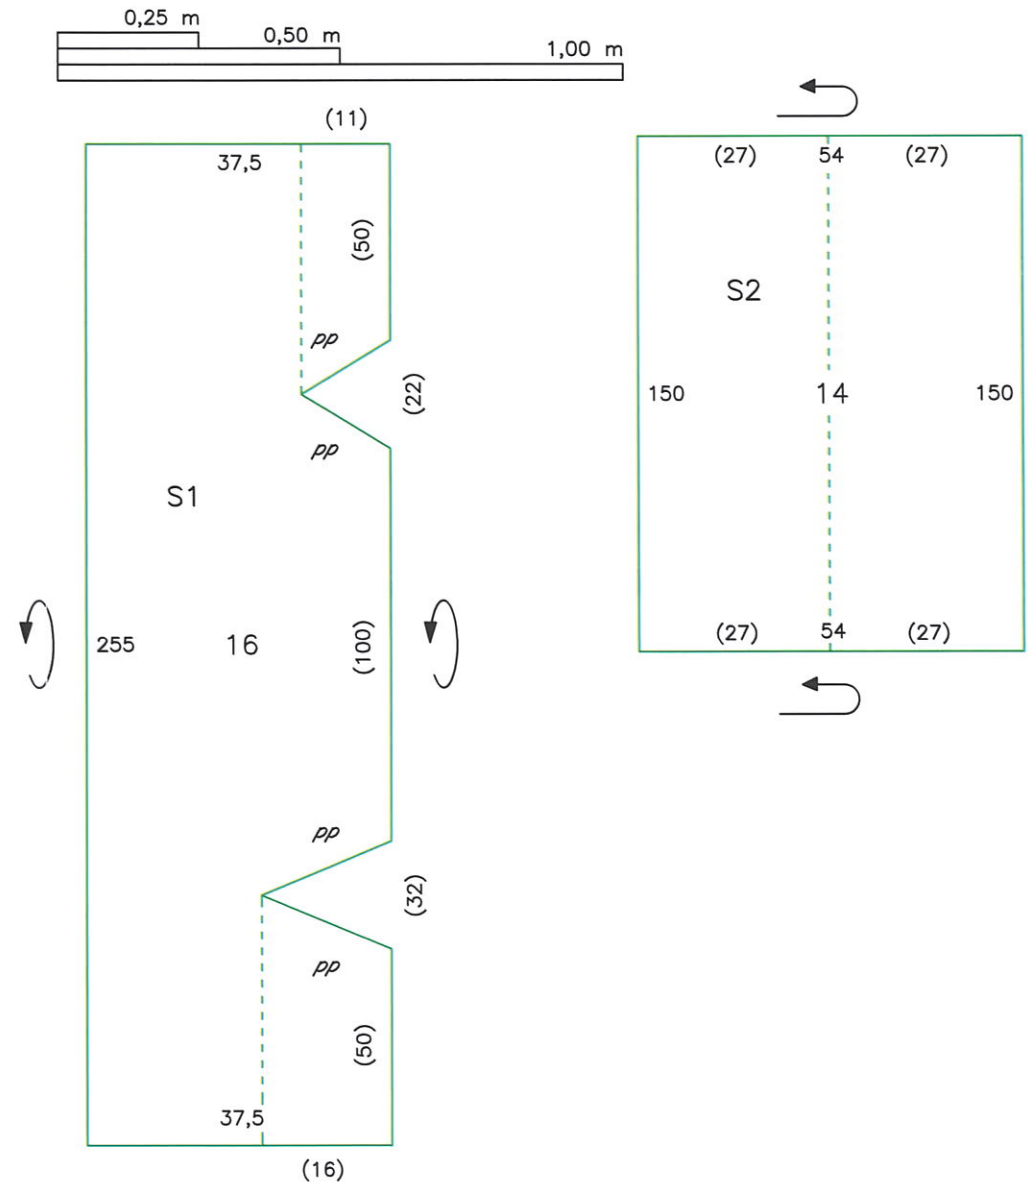 0,25 m
0,50 m
1,00 m
(11)
37,5
(50)
pp
(22)
pp
S1
255
16
(100)
pp
(32)
pp
(50)
37,5
(16)
(27) 54 (27)
S2
150 14 150
(27) 54 (27)